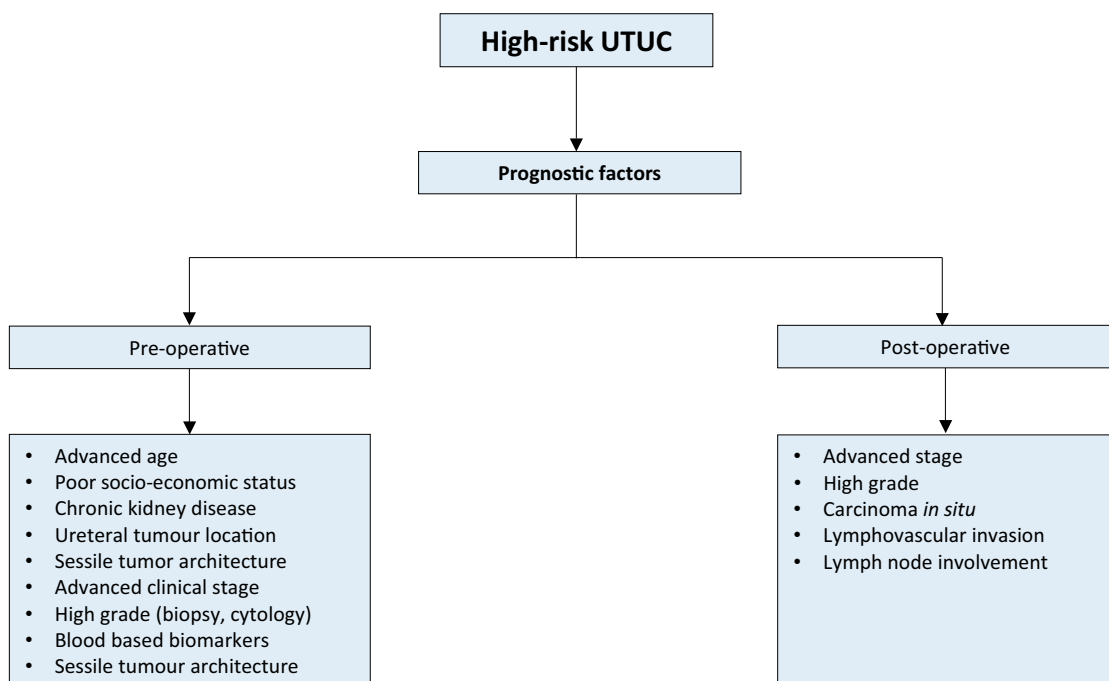 High-risk UTUC
Prognostic factors
Pre-operative
• Advanced age
• Poor socio-economic status
• Chronic kidney disease
• Ureteral tumour location
• Sessile tumor architecture
• Advanced clinical stage
• High grade (biopsy, cytology)
• Blood based biomarkers
• Sessile tumour architecture
Post-operative
• Advanced stage
• High grade
• Carcinoma in situ
• Lymphovascular invasion
• Lymph node involvement